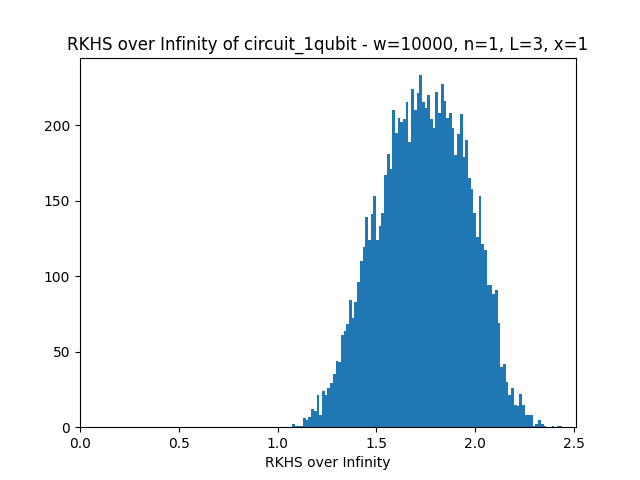 RKHS over Infinity of circuit_1qubit - w=10000, n=1, L=3, x=1
200
150
100
50
0
0.0 0.5 1.0 1.5 2.0 2.5
RKHS over Infinity